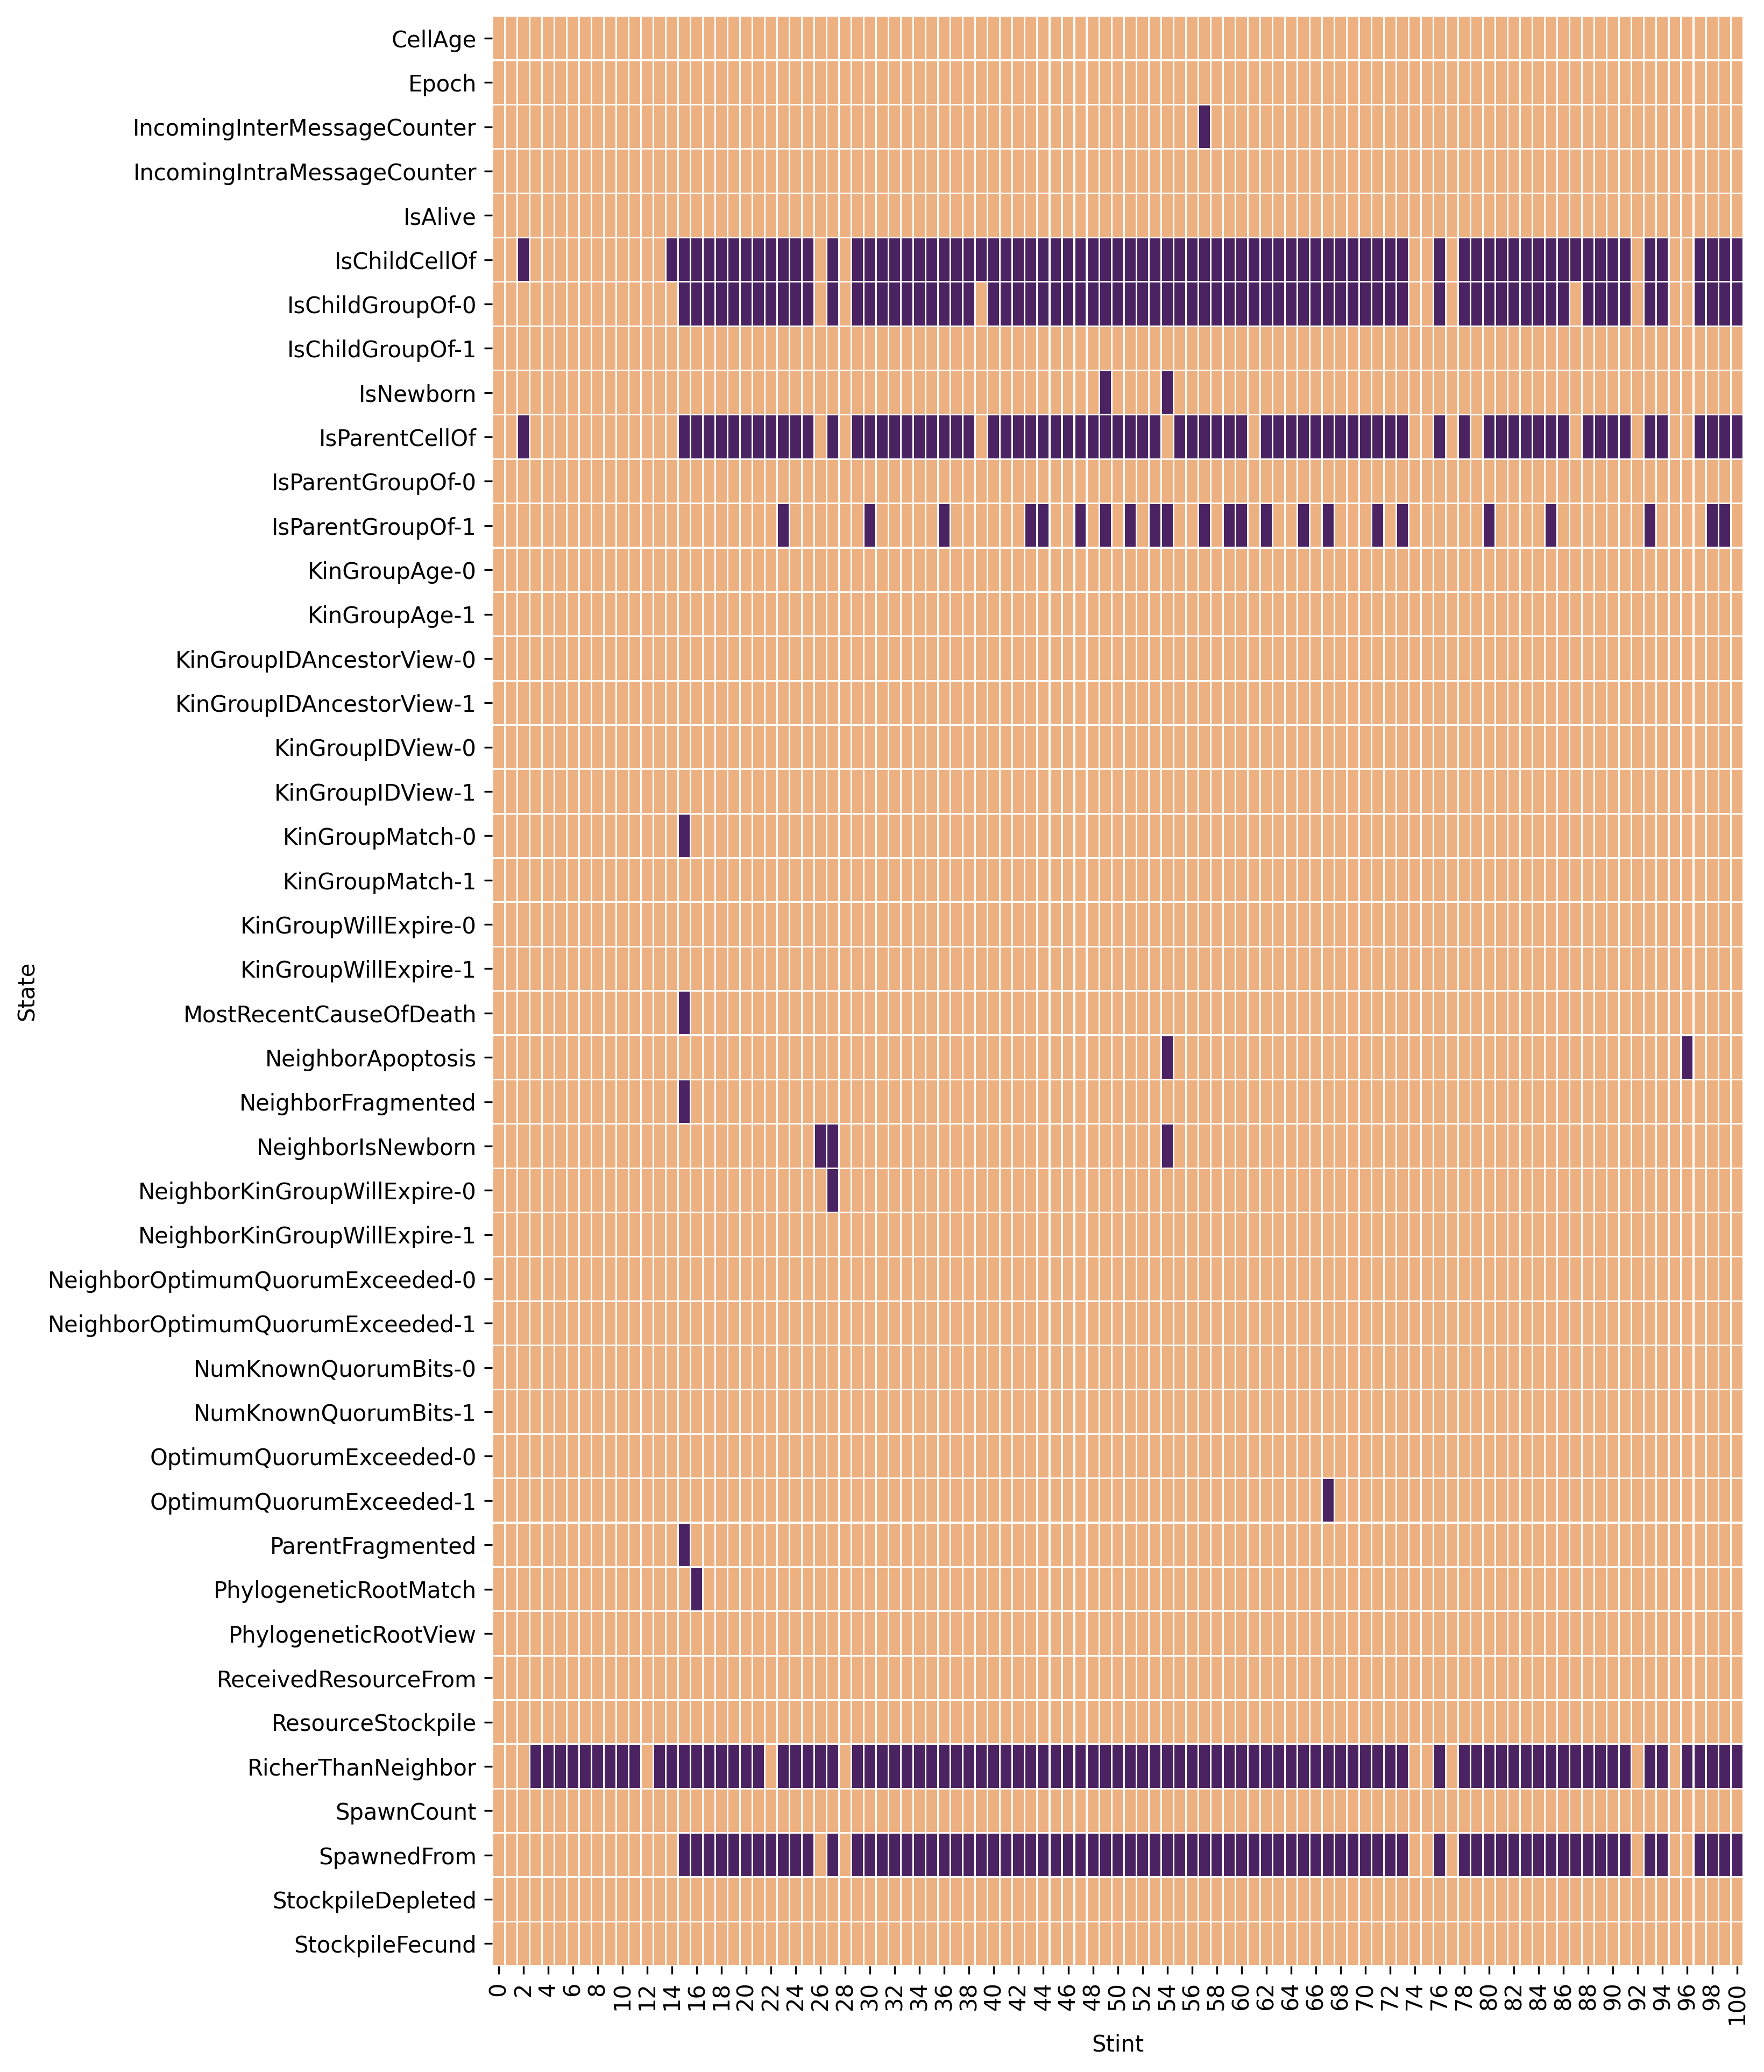 CellAge
Epoch
IncomingInterMessageCounter
IncomingIntraMessageCounter
IsAlive
IsChildCellOf
IsChildGroupOf-0
IsChildGroupOf-1
IsNewborn
IsParentCellOf
IsParentGroupOf-0
IsParentGroupOf-1
KinGroupAge-0
KinGroupAge-1
KinGroupIDAncestorView-0
KinGroupIDAncestorView-1
KinGroupIDView-0
KinGroupIDView-1
KinGroupMatch-0
KinGroupMatch-1
KinGroupWillExpire-0
KinGroupWillExpire-1
State
MostRecentCauseOfDeath
NeighborApoptosis
NeighborFragmented
NeighborIsNewborn
NeighborKinGroupWillExpire-0
NeighborKinGroupWillExpire-1
NeighborOptimumQuorumExceeded-0
NeighborOptimumQuorumExceeded-1
NumKnownQuorumBits-0
NumKnownQuorumBits-1
OptimumQuorumExceeded-0
OptimumQuorumExceeded-1
ParentFragmented
PhylogeneticRootMatch
PhylogeneticRootView
ReceivedResourceFrom
ResourceStockpile
RicherThanNeighbor
SpawnCount
SpawnedFrom
StockpileDepleted
StockpileFecund
0 2 4 6 8 10 12 14 16 18 20 22 24 26 28 30 32 34 36 38 40 42 44 46 48 50 52 54 56 58 60 62 64 66 68 70 72 74 76 78 80 82 84 86 88 90 92 94 96 98 100
Stint